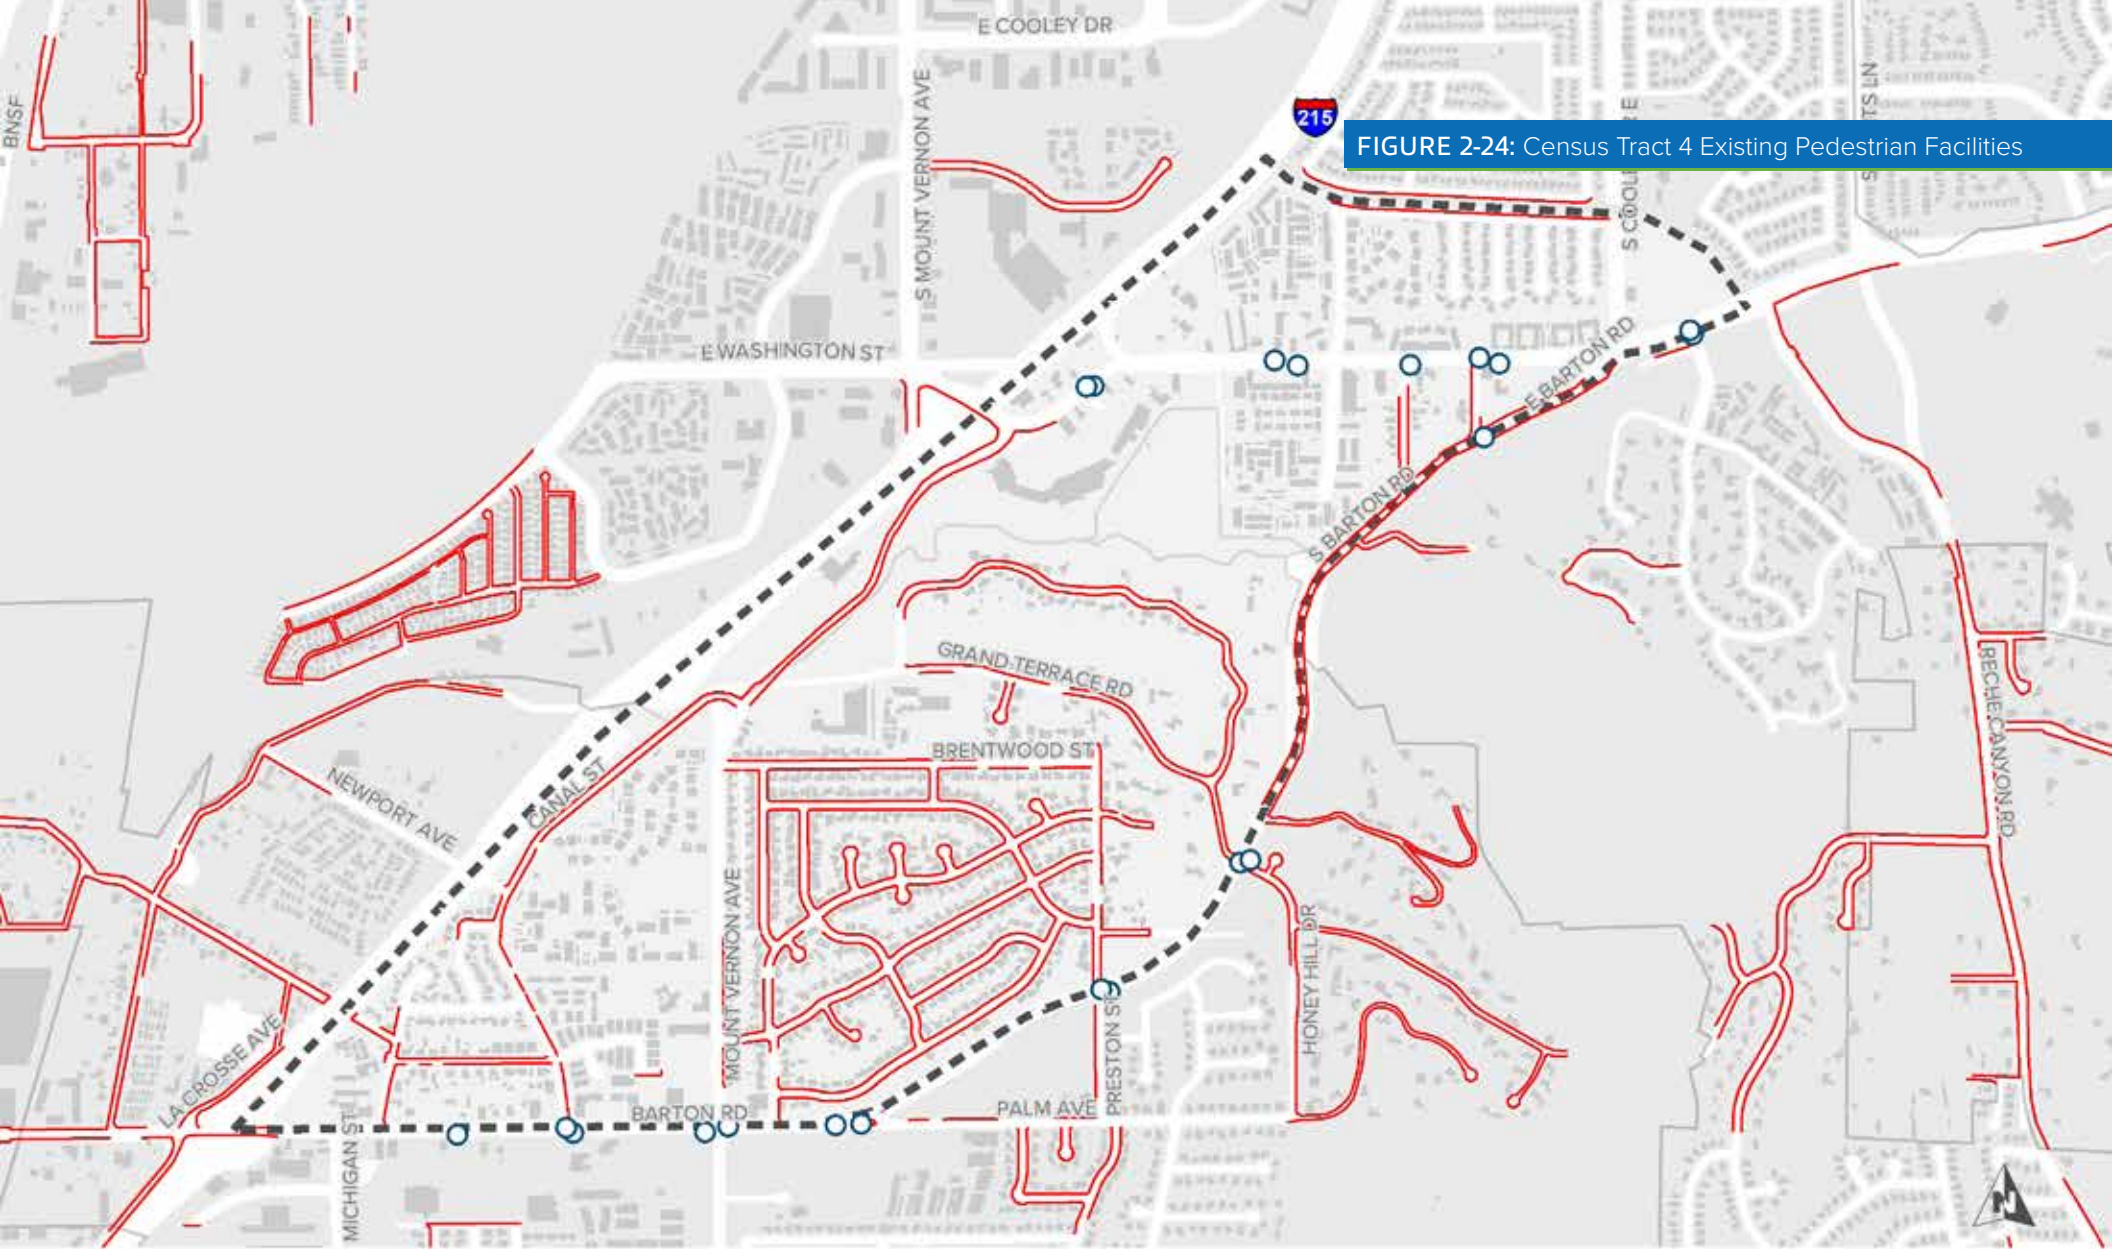 E COOLEY DR
BNSF
S MOUNT VERNON AVE
215
FIGURE 2-24: Census Tract 4 Existing Pedestrian Facilities
E WASHINGTON ST
E BARTON RD
S BARTON RD
GRAND TERRACE RD
BRENTWOOD ST
NEWPORT AVE
CANAL ST
RECHE CANYON RD
MOUNT VERNON AVE
HONEY HILL DR
LA CROSSE AVE
PRESTON ST
BARTON RD
PALM AVE
MICHIGAN ST